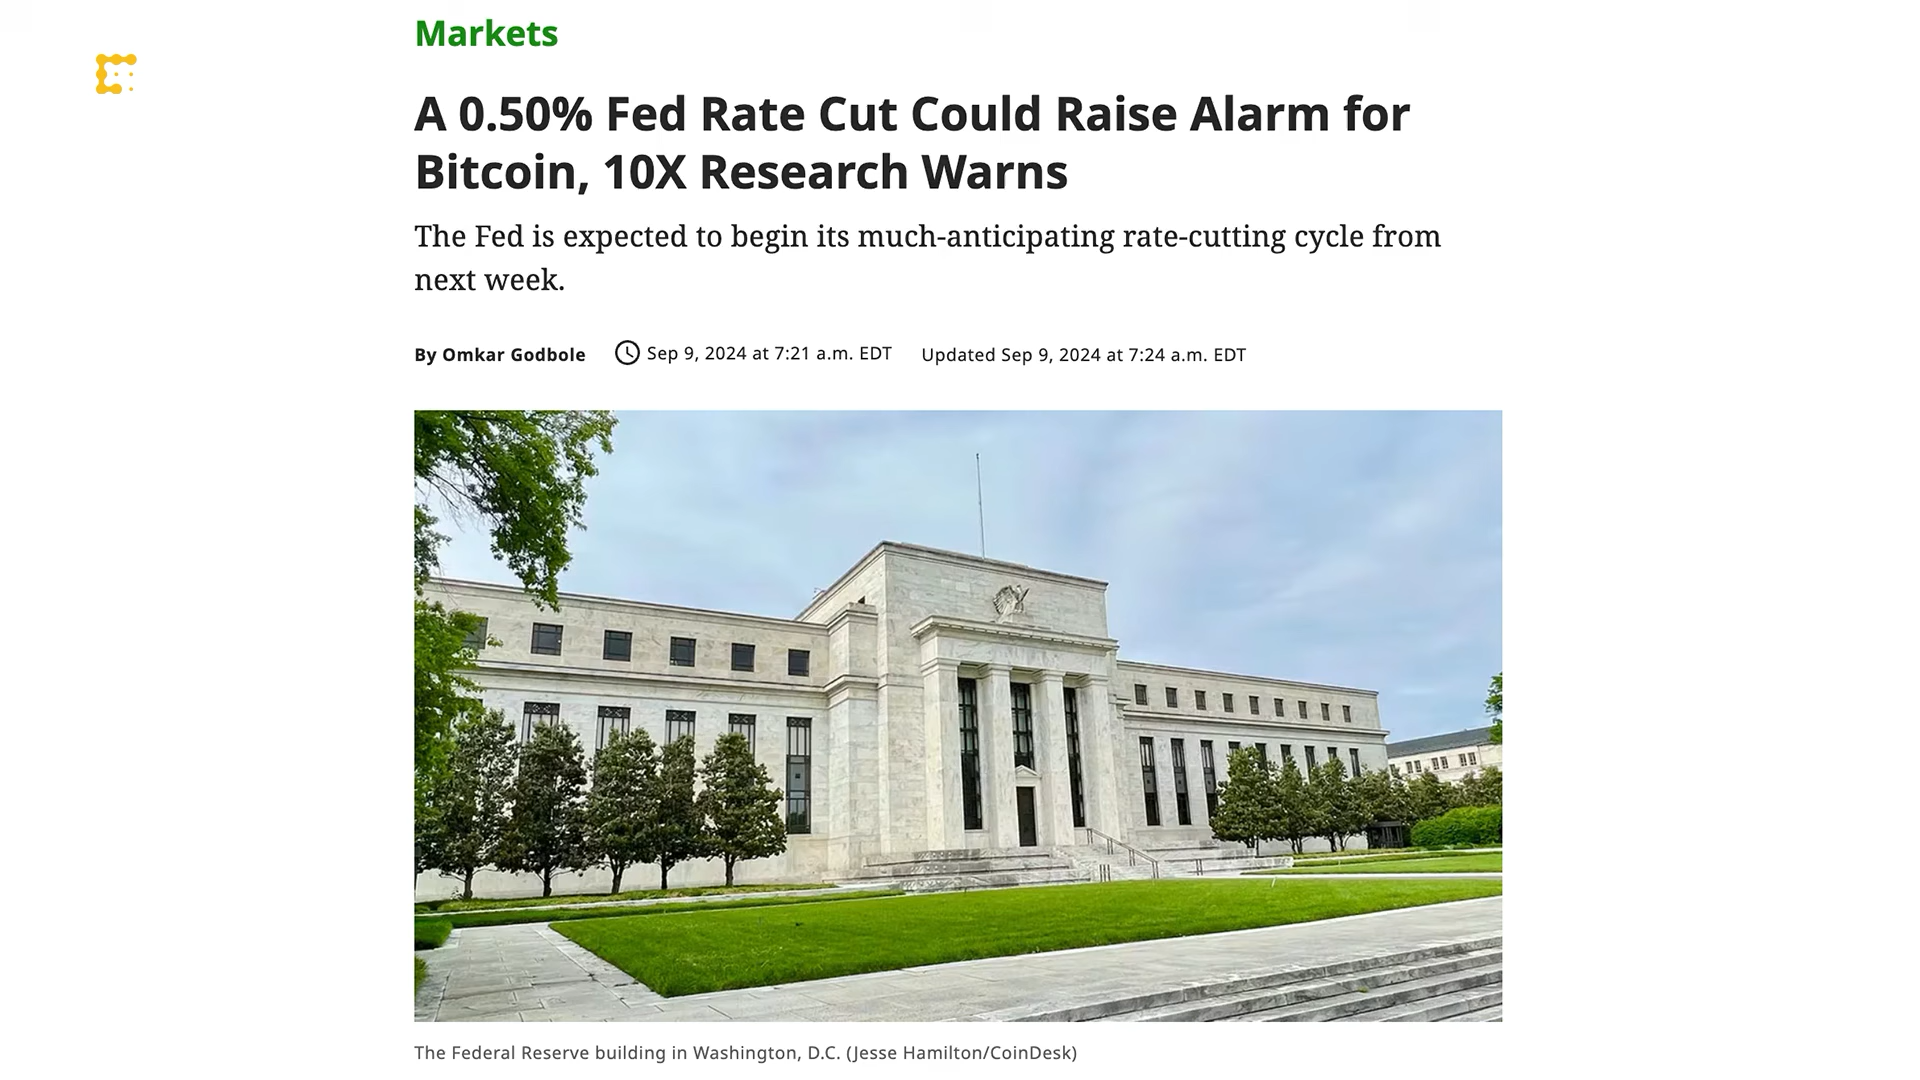 Markets
A 0.50% Fed Rate Cut Could Raise Alarm for
Bitcoin, 10X Research Warns
The Fed is expected to begin its much-anticipating rate-cutting cycle from
next week.
By Omkar Godbole Sep 9, 2024 at 7:21 a.m. EDT Updated Sep 9, 2024 at 7:24 a.m. EDT
The Federal Reserve building in Washington, D.C. (Jesse Hamilton/CoinDesk)